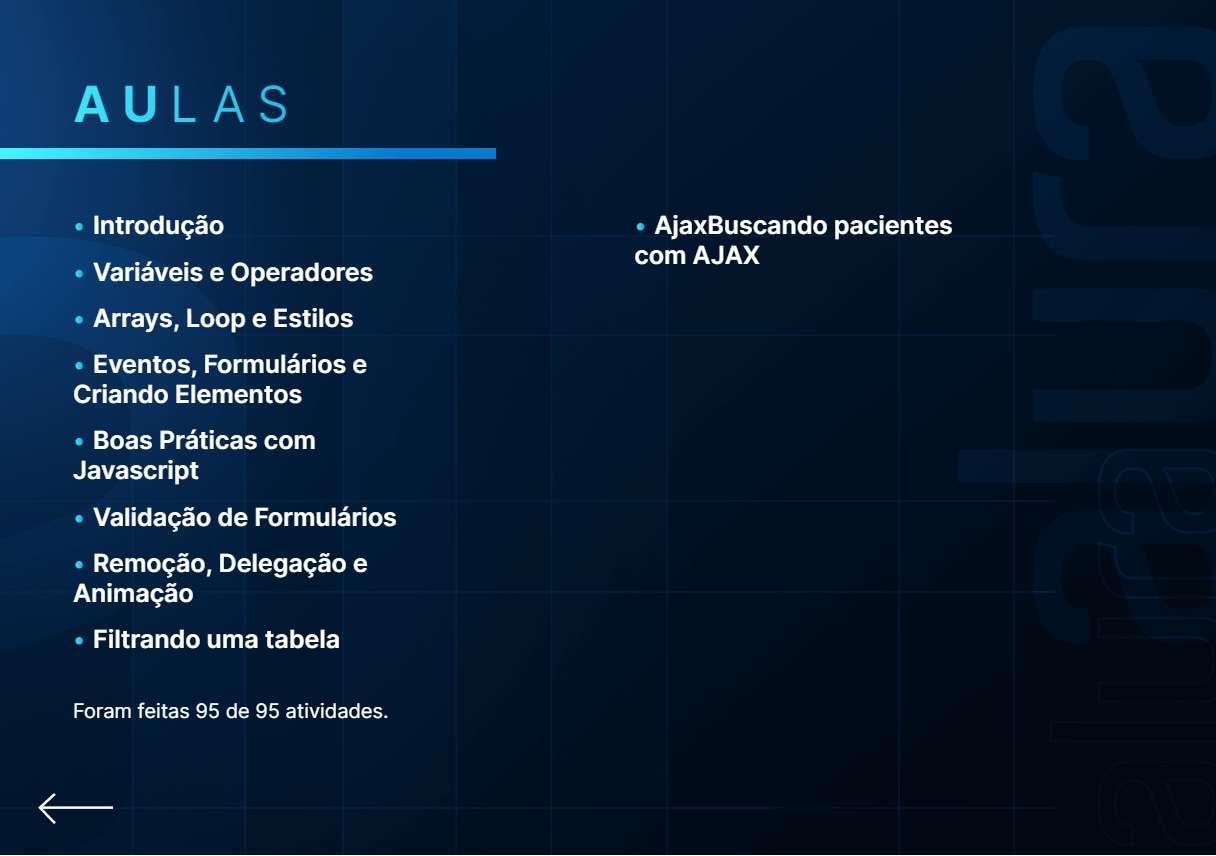 AULAS
• Introdução
• Variáveis e Operadores
• Arrays, Loop e Estilos
• Eventos, Formulários e
Criando Elementos
• Boas Práticas com
Javascript
• Validação de Formulários
• Remoção, Delegação e
Animação
• Filtrando uma tabela
• AjaxBuscando pacientes
com AJAX
Foram feitas 95 de 95 atividades.
alura
alura